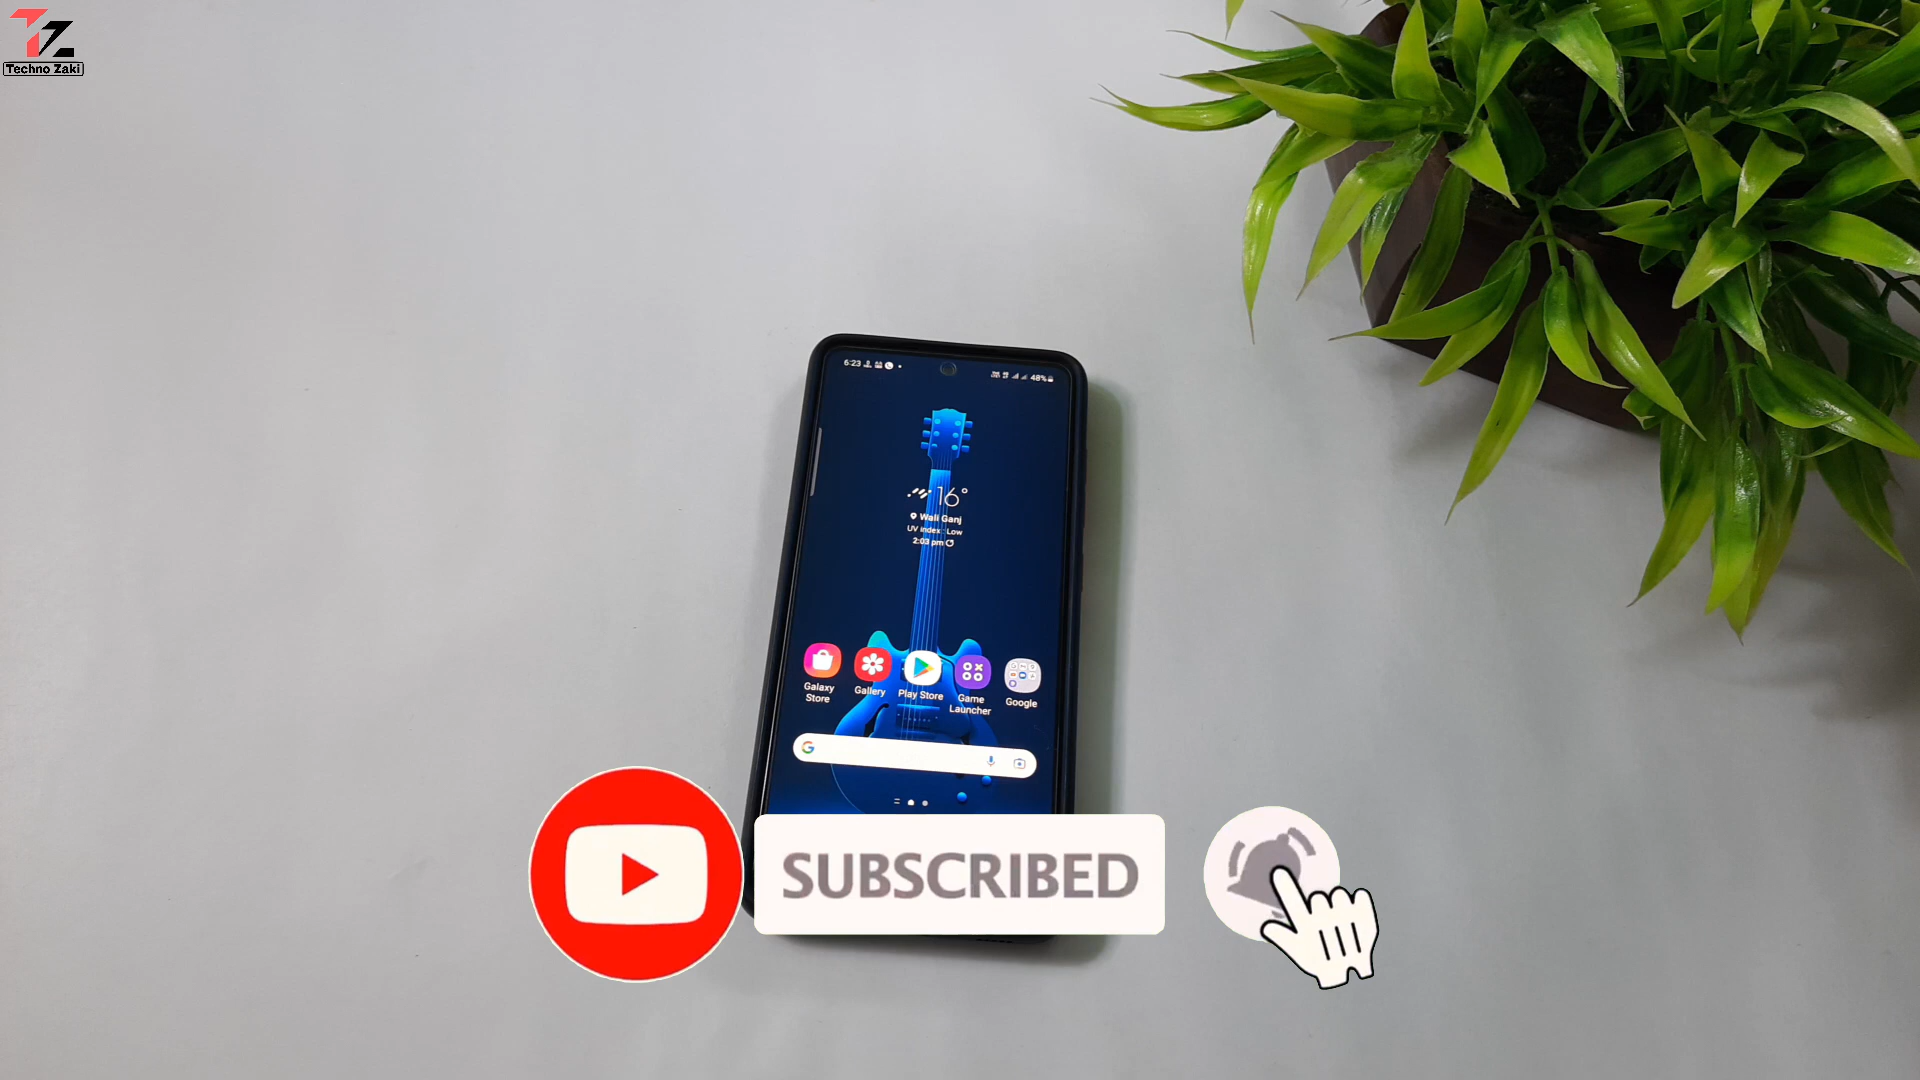 Techno Zaki
6:23
48%
16°
Wali Ganj
UV index: Low
2:03 pm
Galaxy Store
Gallery
Play Store
Game Launcher
Google
SUBSCRIBED